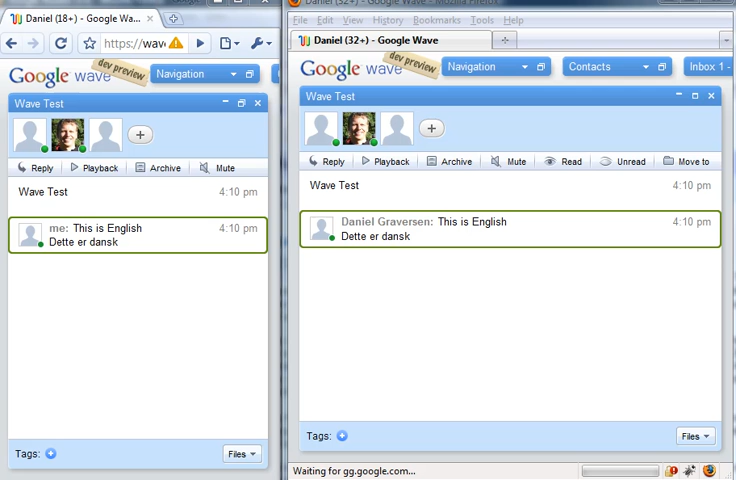 Daniel (18+) - Google Wa...
https://wave
Google wave
dev preview
Navigation
Wave Test
Reply
Playback
Archive
Mute
Wave Test
4:10 pm
me: This is English
4:10 pm
Dette er dansk
Tags:
Files
Daniel (32+) - Google Wave - Mozilla Firefox
File Edit View History Bookmarks Tools Help
Daniel (32+) - Google Wave
Google wave
dev preview
Navigation
Contacts
Inbox 1 -
Wave Test
Reply
Playback
Archive
Mute
Read
Unread
Move to
Wave Test
4:10 pm
Daniel Graversen: This is English
4:10 pm
Dette er dansk
Tags:
Files
Waiting for gg.google.com...